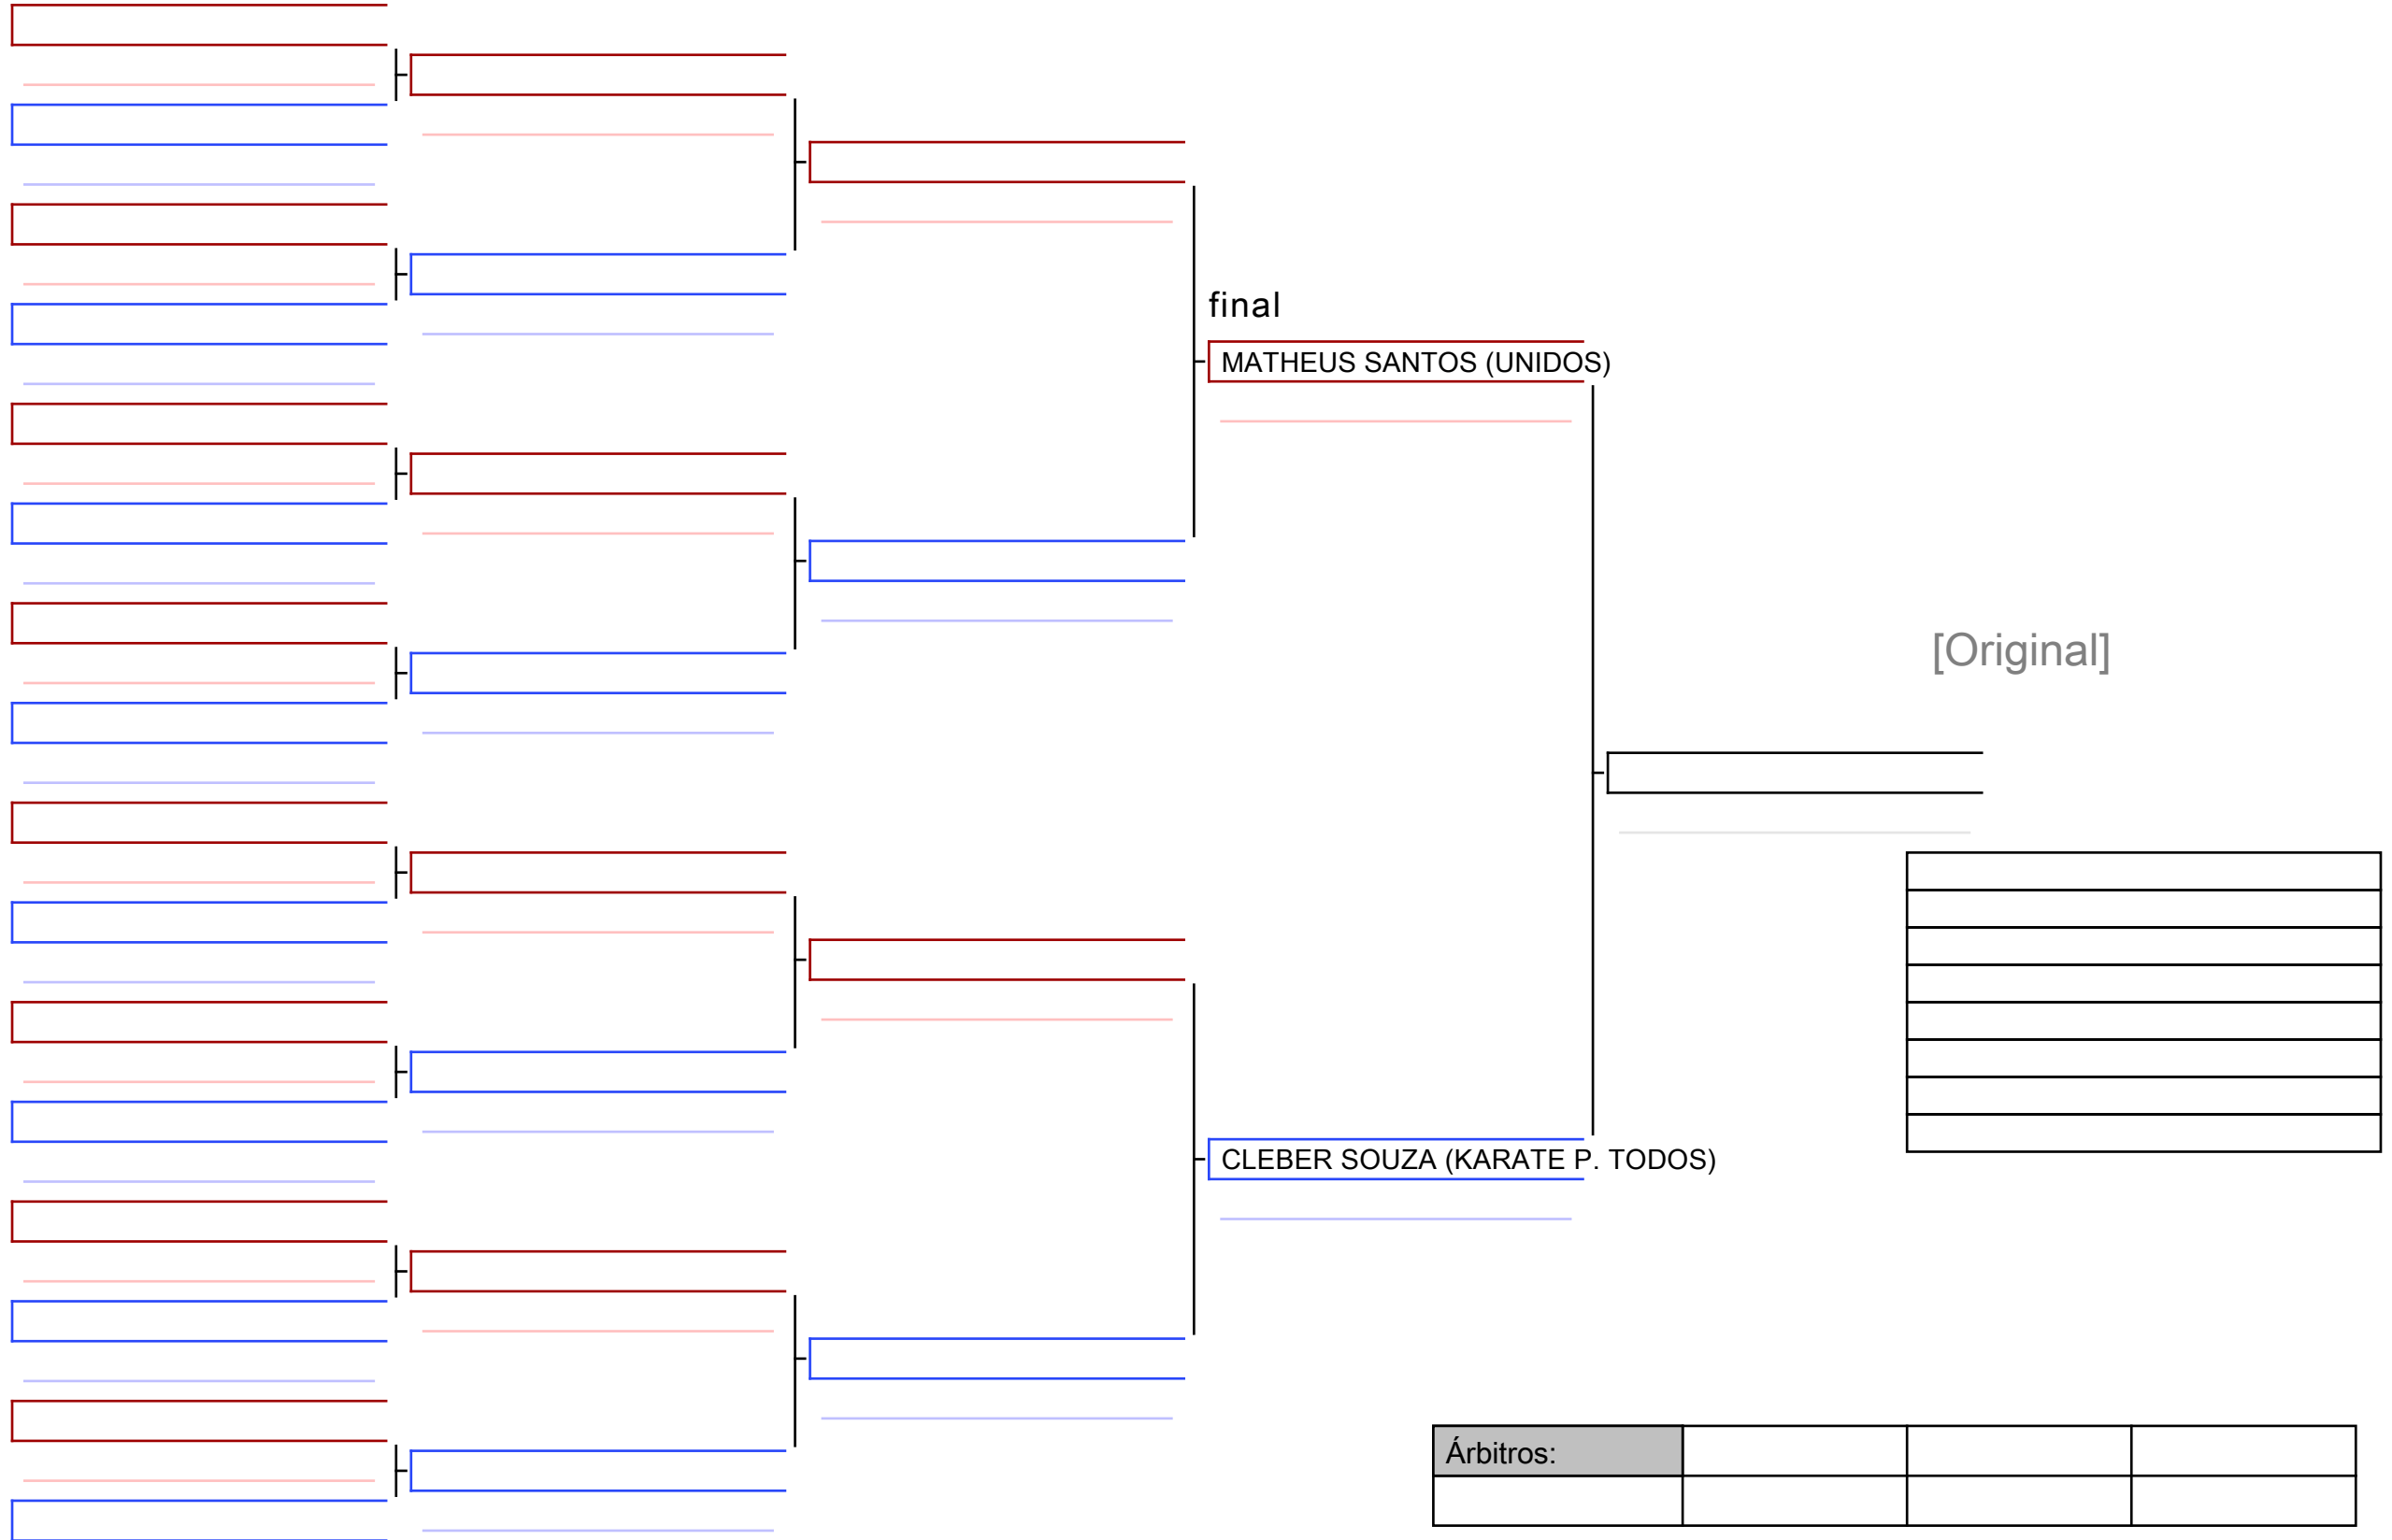 final
MATHEUS SANTOS (UNIDOS)
[Original]
CLEBER SOUZA (KARATE P. TODOS)
Árbitros: